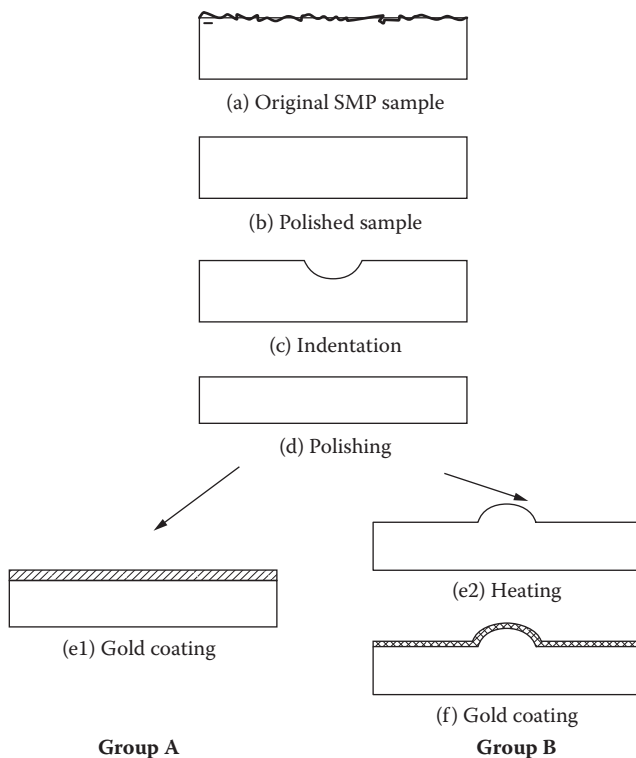 (a) Original SMP sample
(b) Polished sample
(c) Indentation
(d) Polishing
(e1) Gold coating
(e2) Heating
(f) Gold coating
Group A
Group B